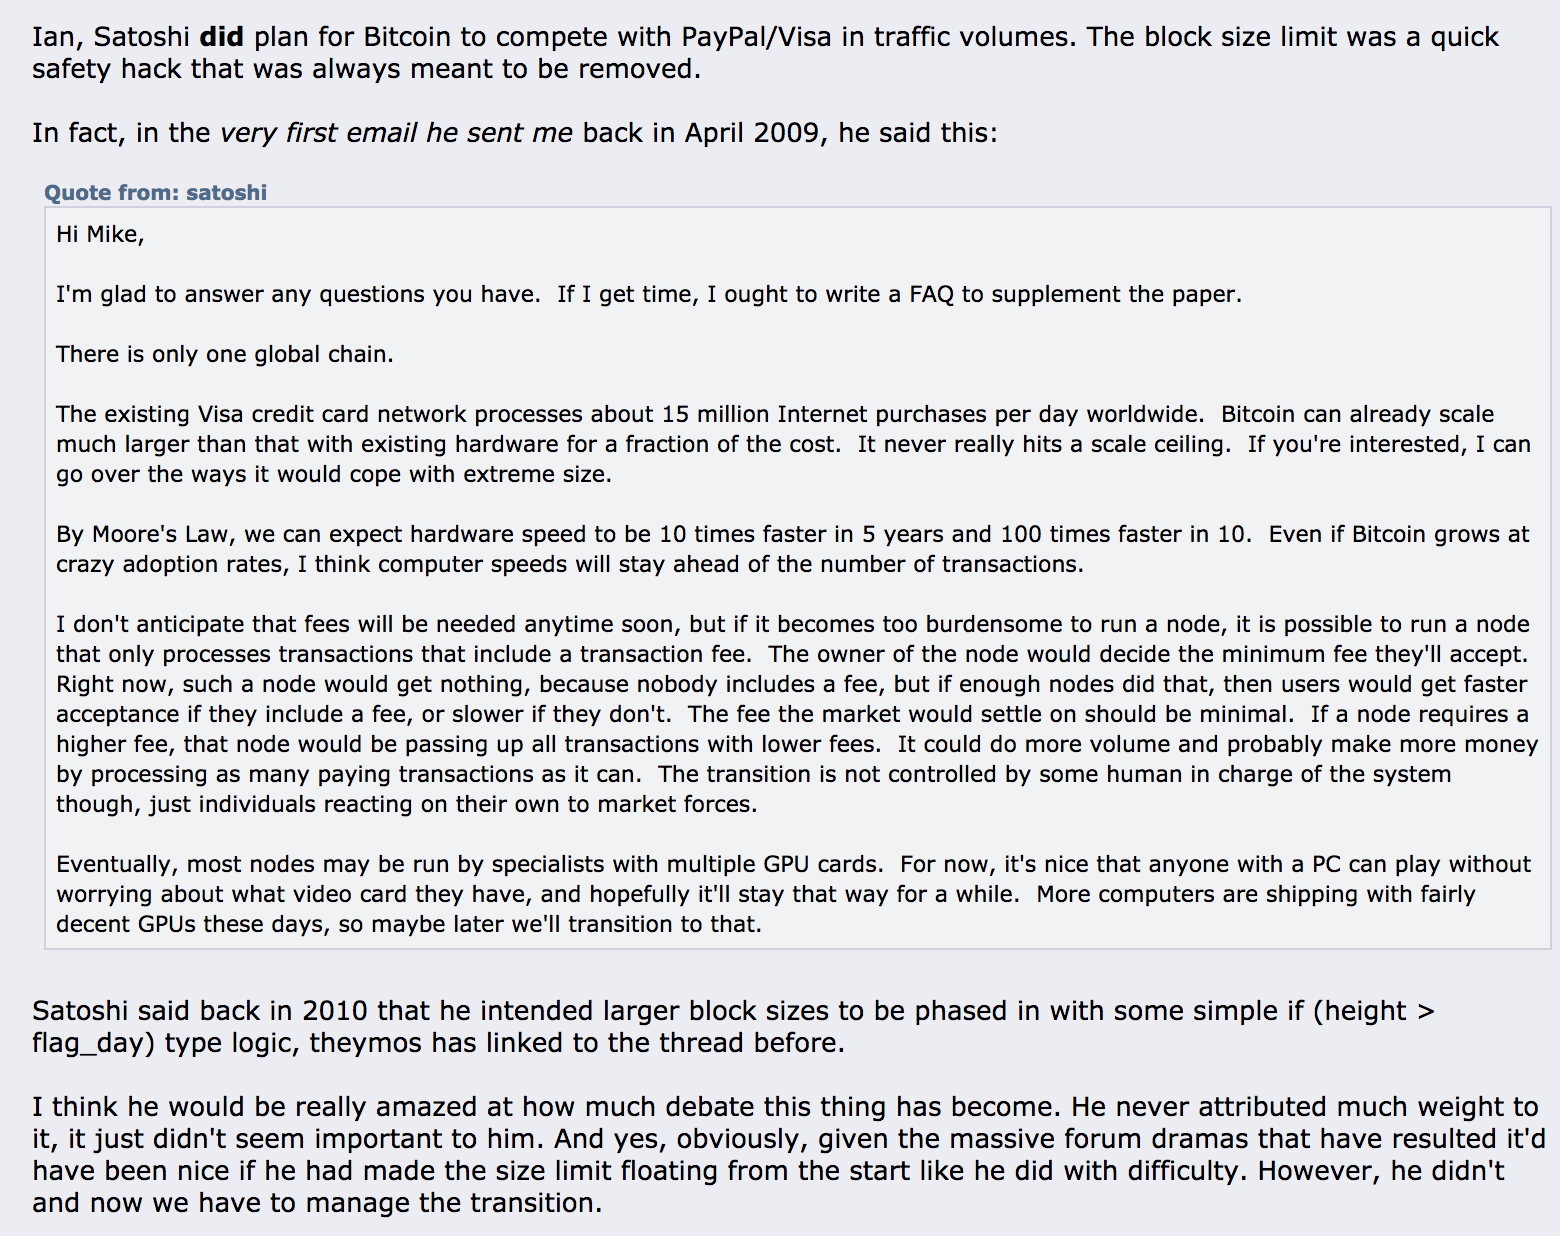 Ian, Satoshi did plan for Bitcoin to compete with PayPal/Visa in traffic volumes. The block size limit was a quick
safety hack that was always meant to be removed.
In fact, in the very first email he sent me back in April 2009, he said this:
Quote from: satoshi
Hi Mike,
I'm glad to answer any questions you have.  If I get time, I ought to write a FAQ to supplement the paper.
There is only one global chain.
The existing Visa credit card network processes about 15 million Internet purchases per day worldwide.  Bitcoin can already scale
much larger than that with existing hardware for a fraction of the cost.  It never really hits a scale ceiling.  If you're interested, I can
go over the ways it would cope with extreme size.
By Moore's Law, we can expect hardware speed to be 10 times faster in 5 years and 100 times faster in 10.  Even if Bitcoin grows at
crazy adoption rates, I think computer speeds will stay ahead of the number of transactions.
I don't anticipate that fees will be needed anytime soon, but if it becomes too burdensome to run a node, it is possible to run a node
that only processes transactions that include a transaction fee.  The owner of the node would decide the minimum fee they'll accept.
Right now, such a node would get nothing, because nobody includes a fee, but if enough nodes did that, then users would get faster
acceptance if they include a fee, or slower if they don't.  The fee the market would settle on should be minimal.  If a node requires a
higher fee, that node would be passing up all transactions with lower fees.  It could do more volume and probably make more money
by processing as many paying transactions as it can.  The transition is not controlled by some human in charge of the system
though, just individuals reacting on their own to market forces.
Eventually, most nodes may be run by specialists with multiple GPU cards.  For now, it's nice that anyone with a PC can play without
worrying about what video card they have, and hopefully it'll stay that way for a while.  More computers are shipping with fairly
decent GPUs these days, so maybe later we'll transition to that.
Satoshi said back in 2010 that he intended larger block sizes to be phased in with some simple if (height >
flag_day) type logic, theymos has linked to the thread before.
I think he would be really amazed at how much debate this thing has become. He never attributed much weight to
it, it just didn't seem important to him. And yes, obviously, given the massive forum dramas that have resulted it'd
have been nice if he had made the size limit floating from the start like he did with difficulty. However, he didn't
and now we have to manage the transition.